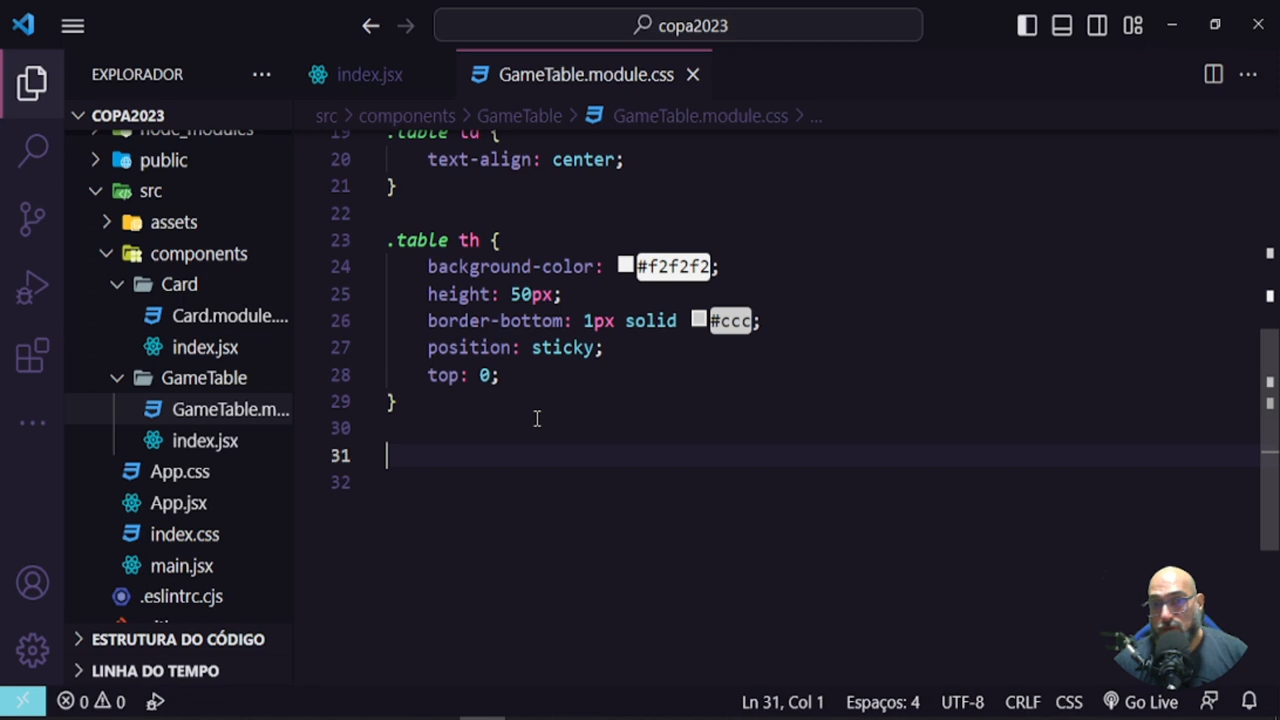 copa2023
EXPLORADOR
index.jsx
GameTable.module.css
COPA2023
src > components > GameTable > GameTable.module.css > ...
node_modules
public
src
assets
components
Card
Card.module....
index.jsx
GameTable
GameTable.m...
index.jsx
App.css
App.jsx
index.css
main.jsx
.eslintrc.cjs
ESTRUTURA DO CÓDIGO
LINHA DO TEMPO
19 .table td {
20 text-align: center;
21 }
22
23 .table th {
24 background-color: #f2f2f2;
25 height: 50px;
26 border-bottom: 1px solid #ccc;
27 position: sticky;
28 top: 0;
29 }
30
31
32
0 0
Ln 31, Col 1 Espaços: 4 UTF-8 CRLF CSS Go Live